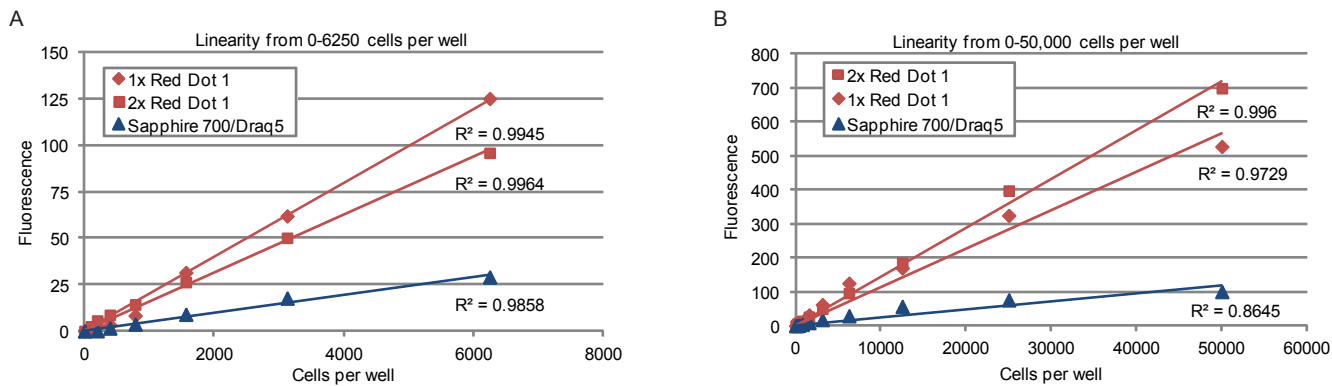 A
Linearity from 0-6250 cells per well
150
125
100
75
50
25
0
Fluorescence
1x Red Dot 1
2x Red Dot 1
Sapphire 700/Draq5
R² = 0.9945
R² = 0.9964
R² = 0.9858
0 2000 4000 6000 8000
Cells per well
B
Linearity from 0-50,000 cells per well
800
700
600
500
400
300
200
100
0
Fluorescence
2x Red Dot 1
1x Red Dot 1
Sapphire 700/Draq5
R² = 0.996
R² = 0.9729
R² = 0.8645
0 10000 20000 30000 40000 50000 60000
Cells per well